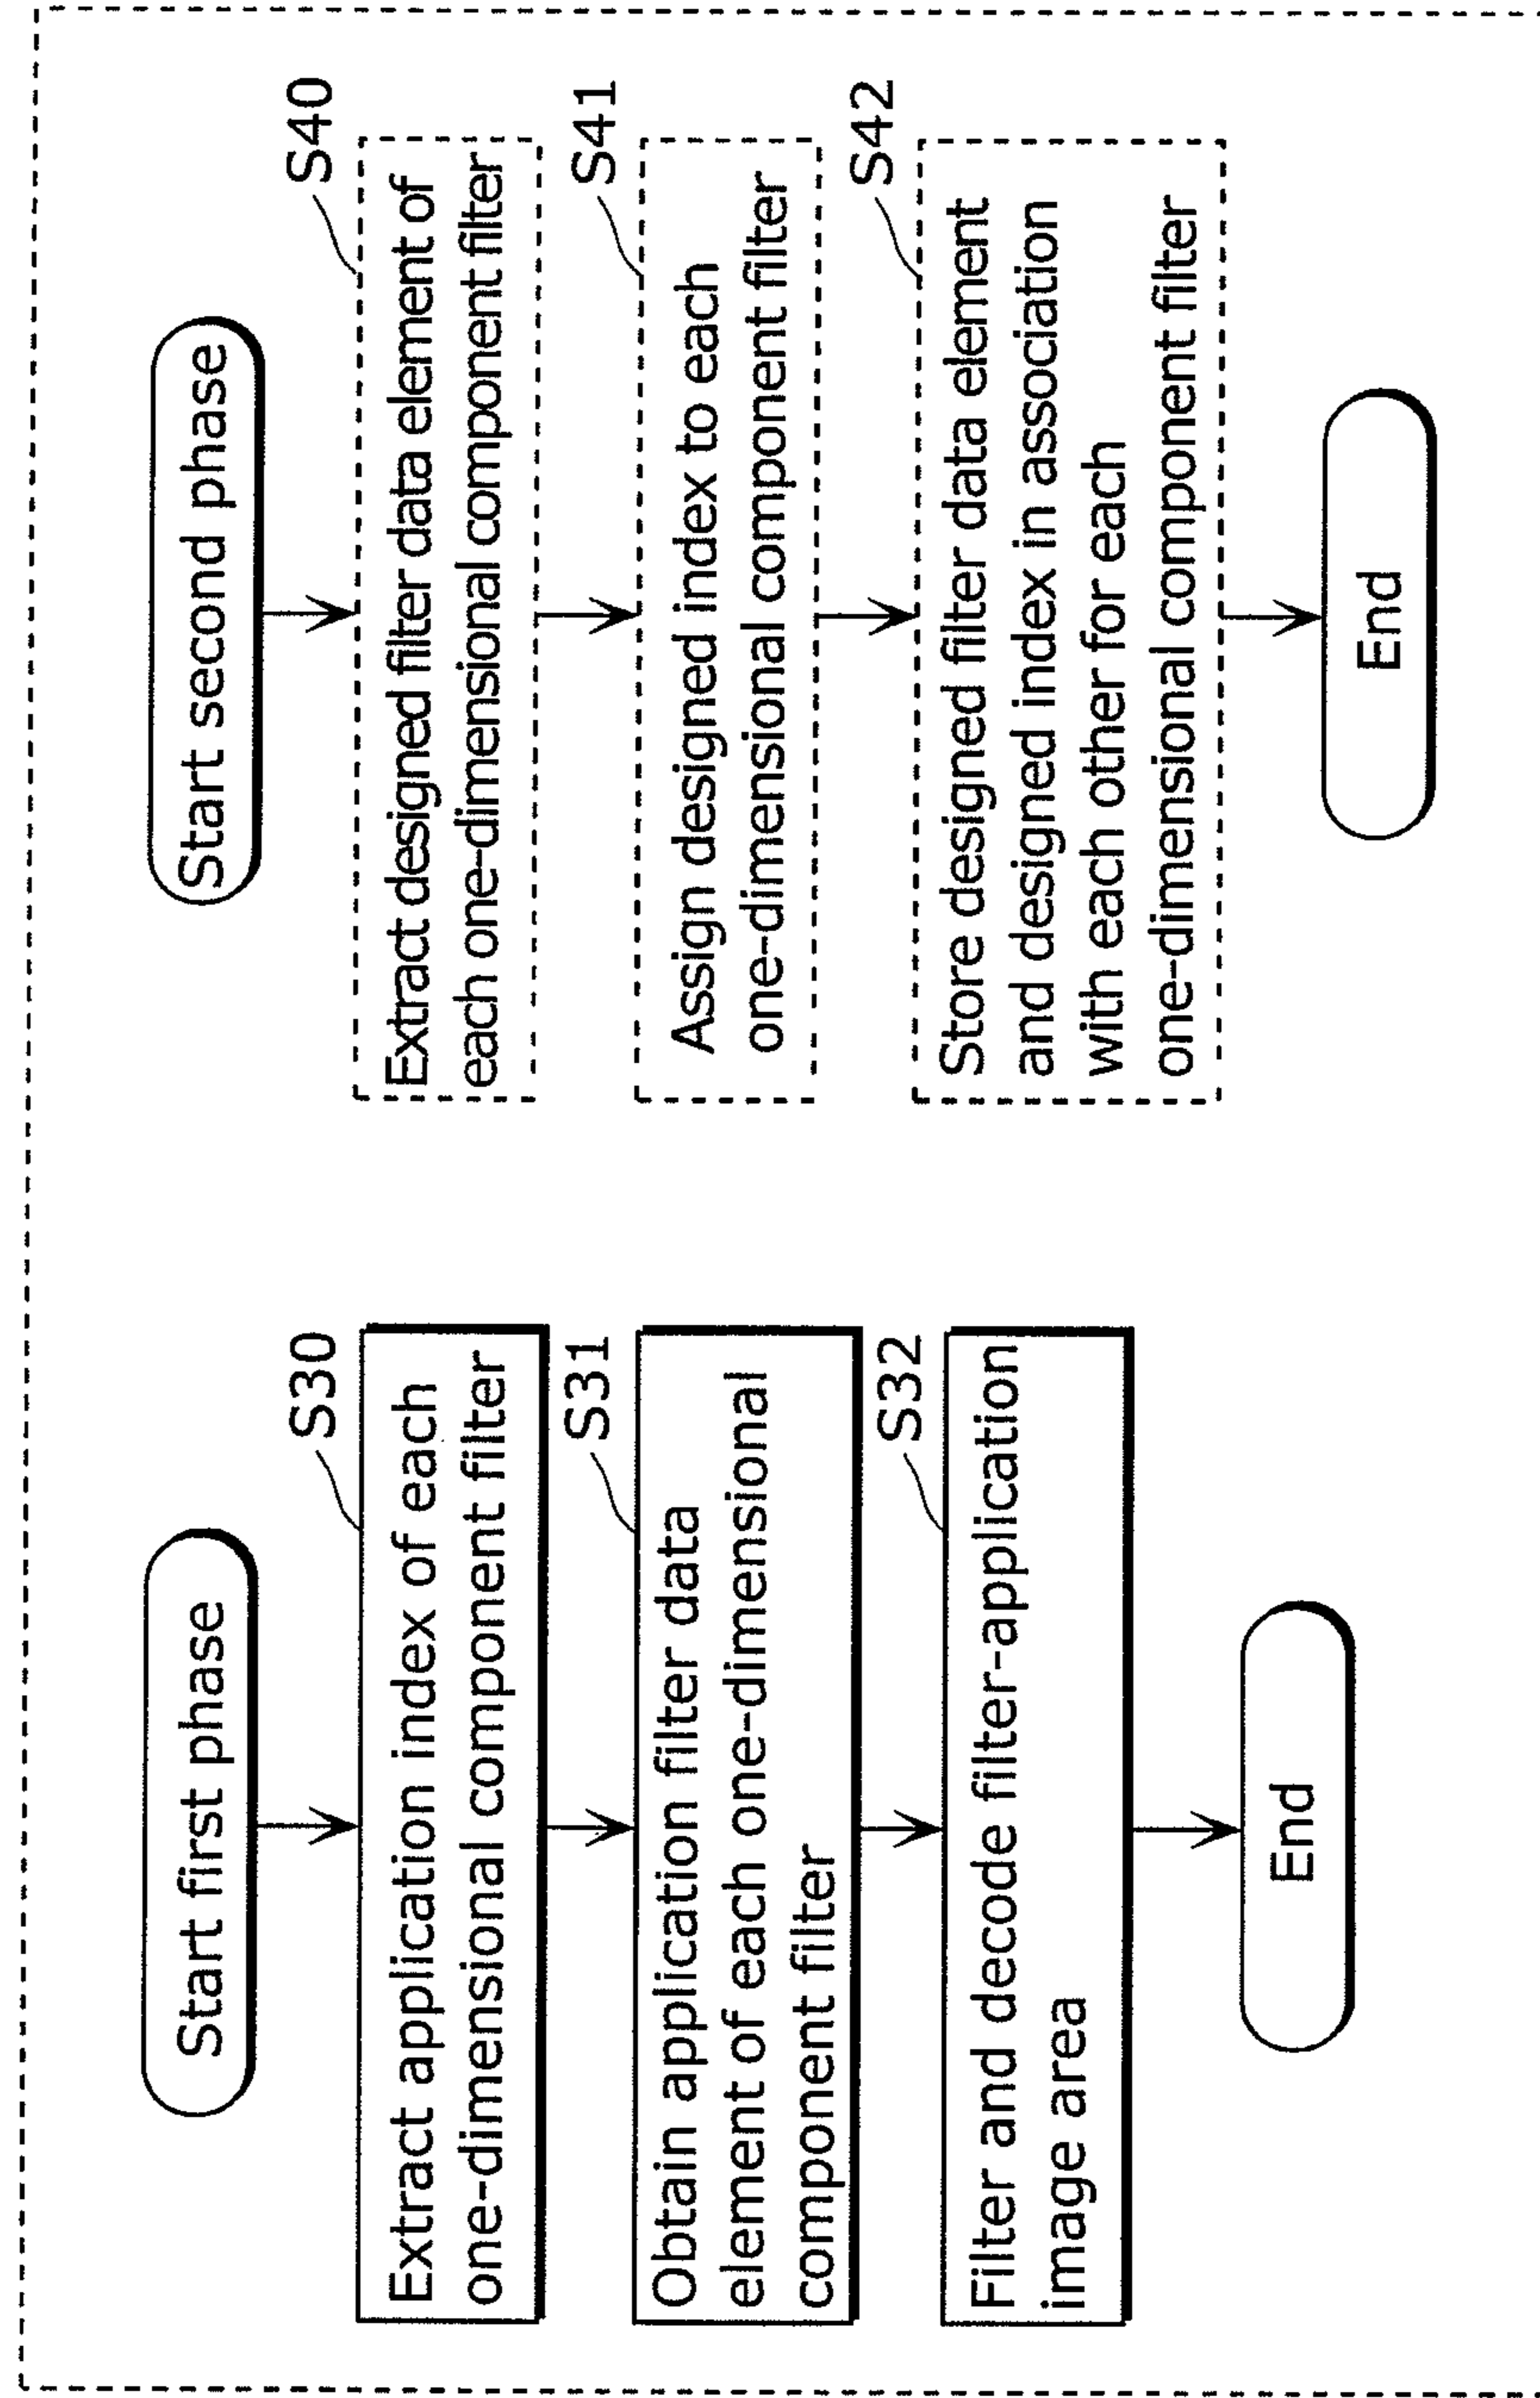 Start first phase
S30
Extract application index of each
one-dimensional component filter
S31
Obtain application filter data
element of each one-dimensional
component filter
S32
Filter and decode filter-application
image area
End
Start second phase
S40
Extract designed filter data element of
each one-dimensional component filter
S41
Assign designed index to each
one-dimensional component filter
S42
Store designed filter data element
and designed index in association
with each other for each
one-dimensional component filter
End